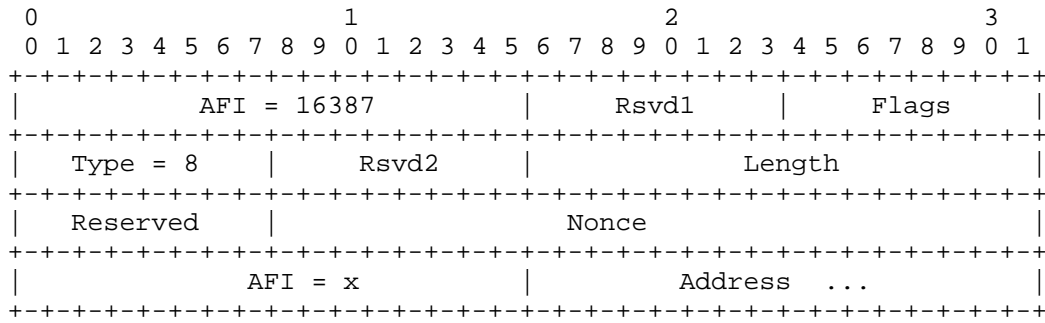 0                   1                   2                   3
 0 1 2 3 4 5 6 7 8 9 0 1 2 3 4 5 6 7 8 9 0 1 2 3 4 5 6 7 8 9 0 1
+-+-+-+-+-+-+-+-+-+-+-+-+-+-+-+-+-+-+-+-+-+-+-+-+-+-+-+-+-+-+-+-+
|           AFI = 16387         |     Rsvd1     |     Flags     |
+-+-+-+-+-+-+-+-+-+-+-+-+-+-+-+-+-+-+-+-+-+-+-+-+-+-+-+-+-+-+-+-+
|   Type = 8    |     Rsvd2     |             Length            |
+-+-+-+-+-+-+-+-+-+-+-+-+-+-+-+-+-+-+-+-+-+-+-+-+-+-+-+-+-+-+-+-+
|   Reserved    |                  Nonce                        |
+-+-+-+-+-+-+-+-+-+-+-+-+-+-+-+-+-+-+-+-+-+-+-+-+-+-+-+-+-+-+-+-+
|              AFI = x          |         Address  ...          |
+-+-+-+-+-+-+-+-+-+-+-+-+-+-+-+-+-+-+-+-+-+-+-+-+-+-+-+-+-+-+-+-+